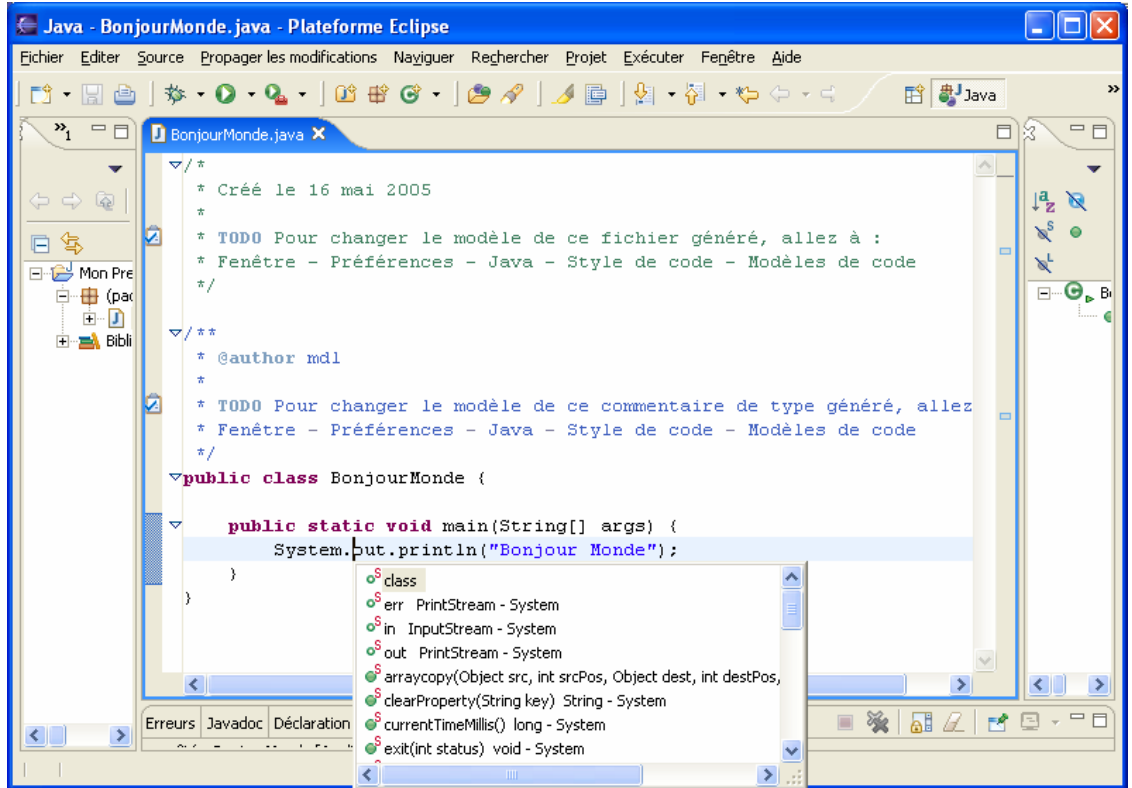 Java - BonjourMonde.java - Plateforme Eclipse
Fichier Editer Source Propager les modifications Naviguer Rechercher Projet Exécuter Fenêtre Aide
Java
BonjourMonde.java
/*
* Créé le 16 mai 2005
*
* TODO Pour changer le modèle de ce fichier généré, allez à :
* Fenêtre - Préférences - Java - Style de code - Modèles de code
*/
/**
* @author mdl
*
* TODO Pour changer le modèle de ce commentaire de type généré, allez
* Fenêtre - Préférences - Java - Style de code - Modèles de code
*/
public class BonjourMonde {
public static void main(String[] args) {
System.out.println("Bonjour Monde");
}
}
Mon Pre
(pac
Bibli
class
err PrintStream - System
in InputStream - System
out PrintStream - System
arraycopy(Object src, int srcPos, Object dest, int destPos,
clearProperty(String key) String - System
currentTimeMillis() long - System
exit(int status) void - System
Erreurs Javadoc Déclaration